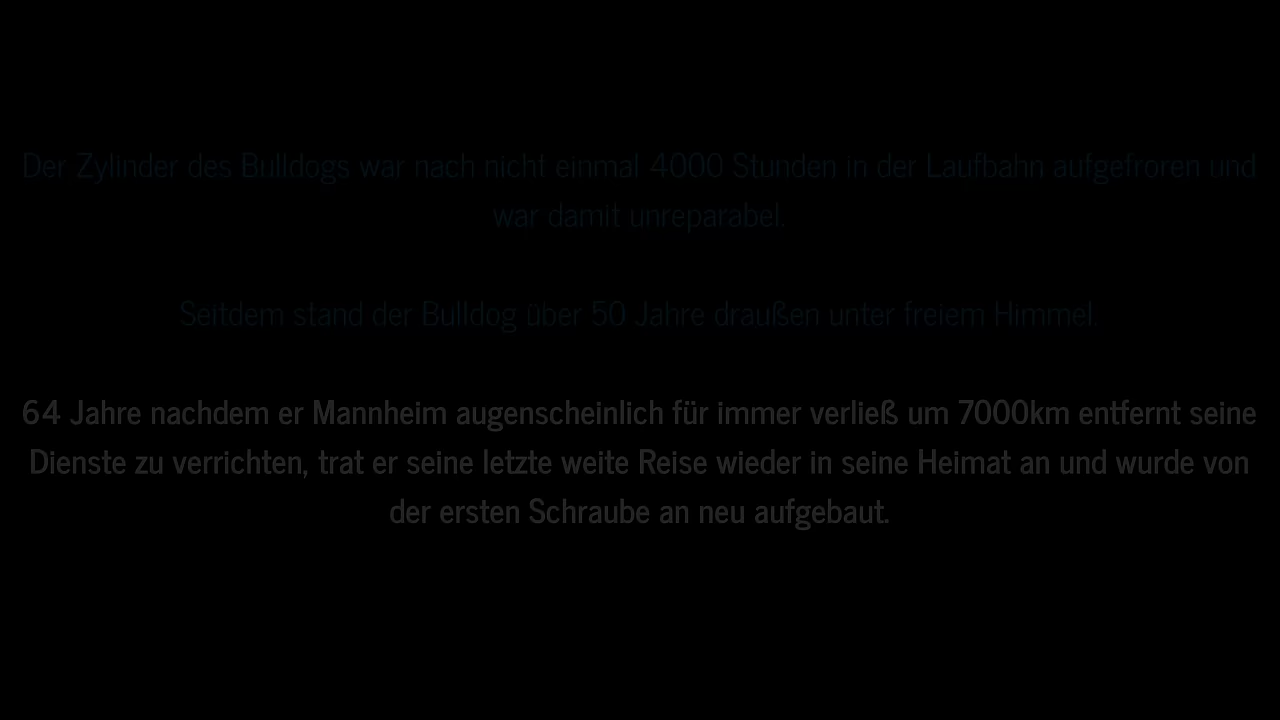 Der Zylinder des Bulldogs war nach nicht einmal 4000 Stunden in der Laufbahn aufgefroren und
war damit unreparabel.
Seitdem stand der Bulldog über 50 Jahre draußen unter freiem Himmel.
64 Jahre nachdem er Mannheim augenscheinlich für immer verließ um 7000km entfernt seine
Dienste zu verrichten, trat er seine letzte weite Reise wieder in seine Heimat an und wurde von
der ersten Schraube an neu aufgebaut.